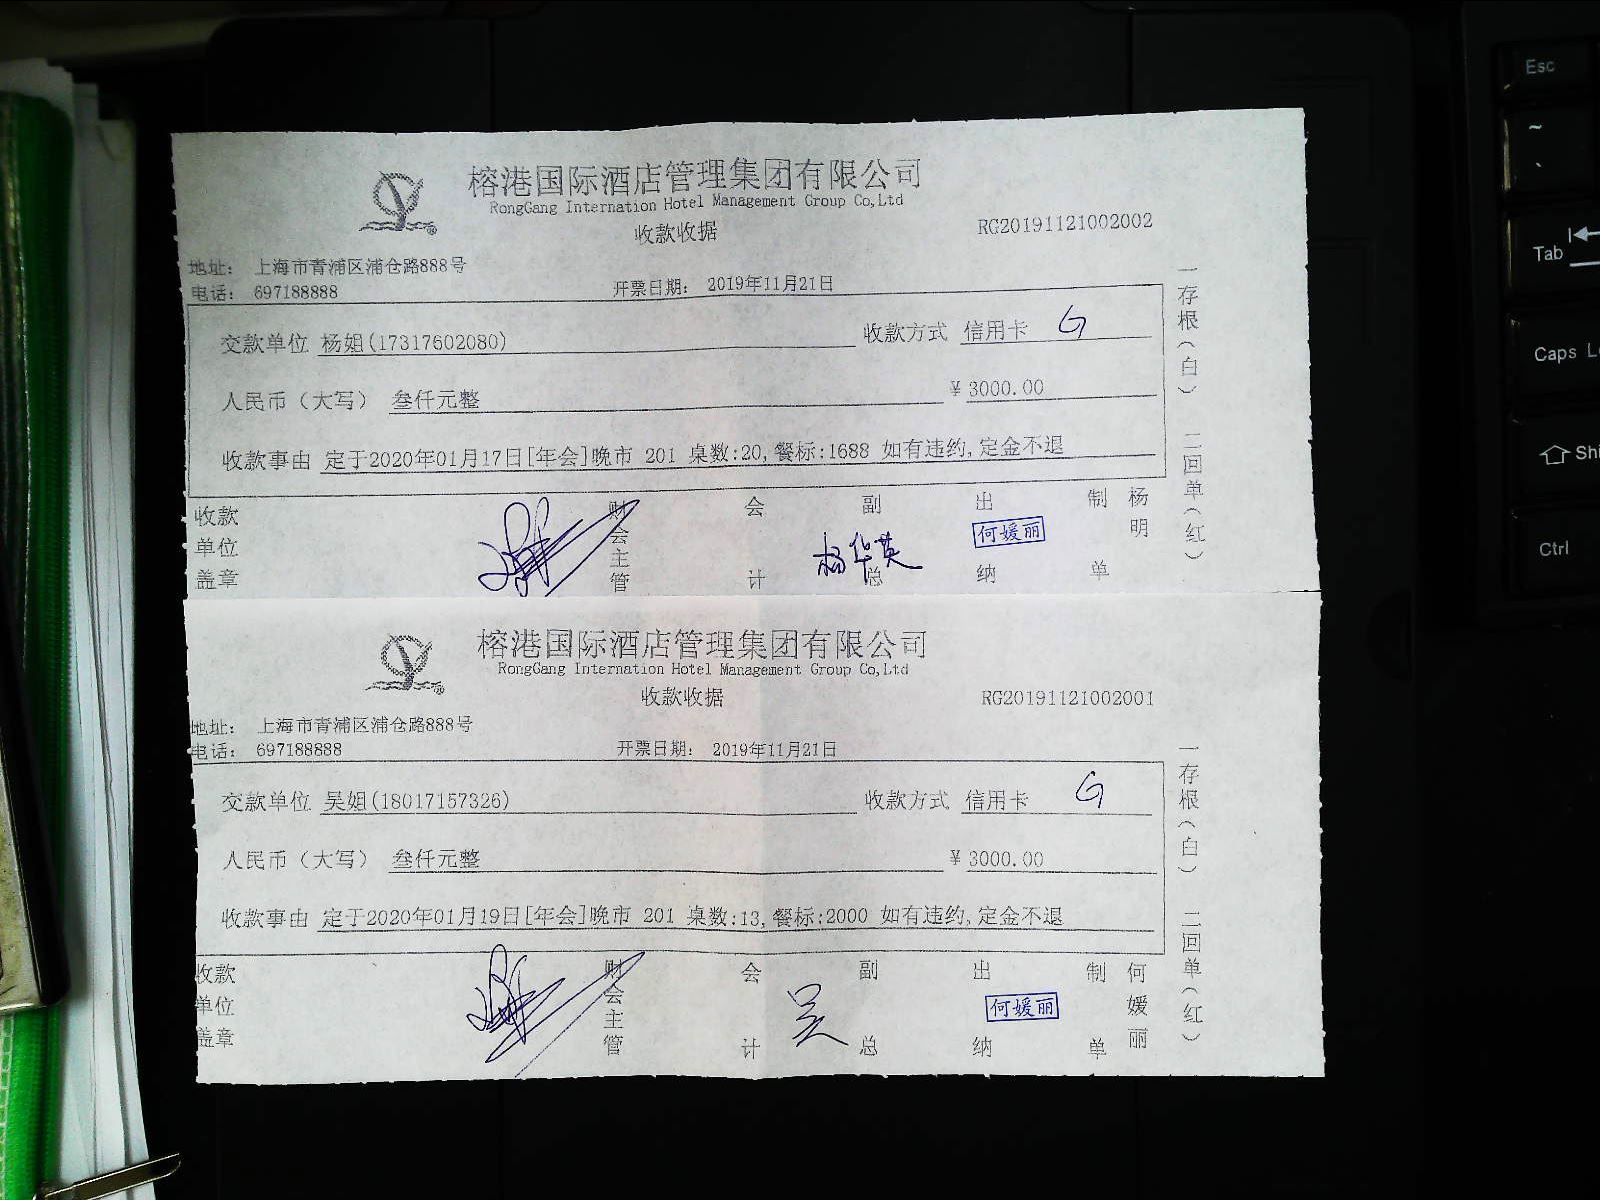 榕港国际酒店管理集团有限公司
RongGang Internation Hotel Management Group Co,Ltd
收款收据
RG20191121002002
地址： 上海市青浦区浦仓路888号
电话： 697188888
开票日期： 2019年11月21日
交款单位 杨姐(17317602080)
收款方式 信用卡 G
人民币（大写） 叁仟元整
¥ 3000.00
收款事由 定于2020年01月17日[年会]晚市 201 桌数:20,餐标:1688 如有违约,定金不退
收款单位盖章
财会主管
会计
副总
杨华英
出纳
何媛丽
制单
杨明
一存根（白）
二回单（红）
榕港国际酒店管理集团有限公司
RongGang Internation Hotel Management Group Co,Ltd
收款收据
RG20191121002001
地址： 上海市青浦区浦仓路888号
电话： 697188888
开票日期： 2019年11月21日
交款单位 吴姐(18017157326)
收款方式 信用卡 G
人民币（大写） 叁仟元整
¥ 3000.00
收款事由 定于2020年01月19日[年会]晚市 201 桌数:13,餐标:2000 如有违约,定金不退
收款单位盖章
财会主管
会计
副总
吴
出纳
何媛丽
制单
何媛丽
一存根（白）
二回单（红）
Esc
~
`
Tab
Caps
Ctrl